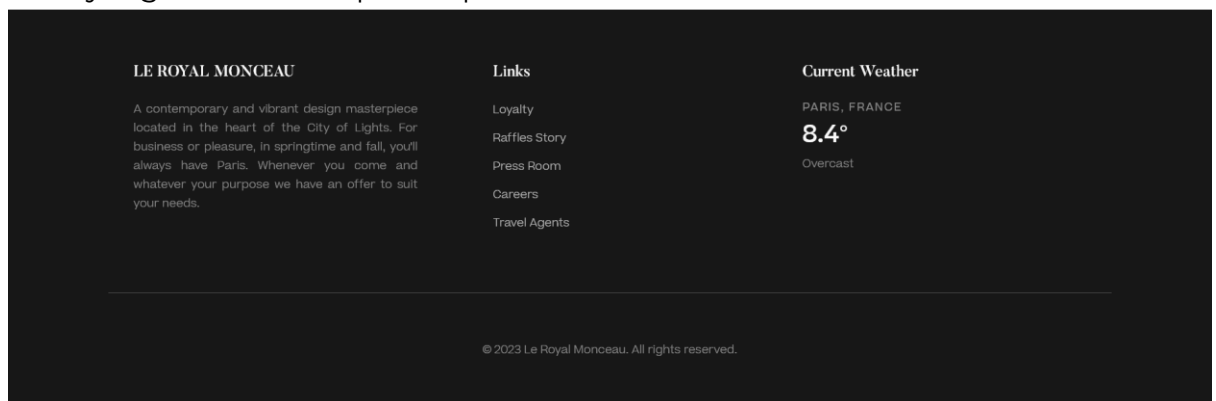 LE ROYAL MONCEAU
A contemporary and vibrant design masterpiece
located in the heart of the City of Lights. For
business or pleasure, in springtime and fall, you'll
always have Paris. Whenever you come and
whatever your purpose we have an offer to suit
your needs.
Links
Loyalty
Raffles Story
Press Room
Careers
Travel Agents
Current Weather
PARIS, FRANCE
8.4°
Overcast
© 2023 Le Royal Monceau. All rights reserved.